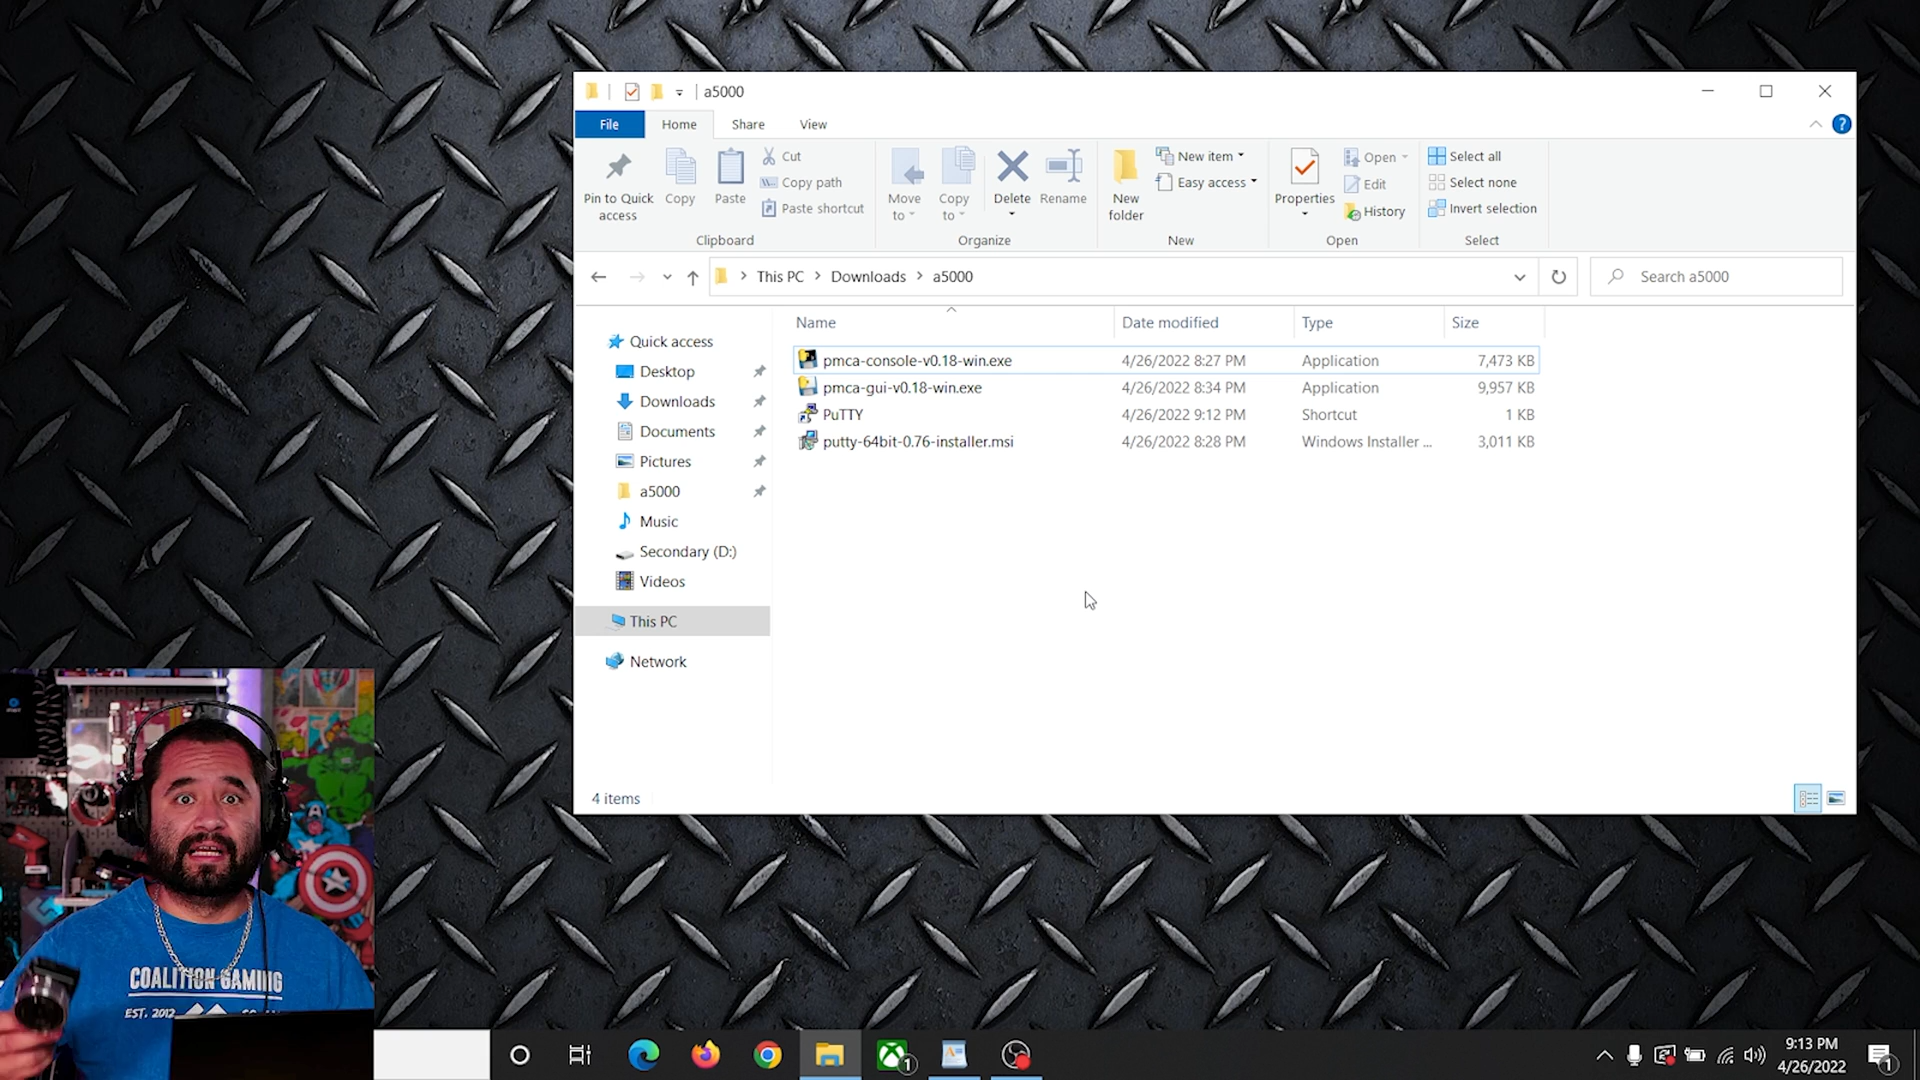 a5000
File Home Share View
Pin to Quick access
Copy
Paste
Cut
Copy path
Paste shortcut
Clipboard
Move to
Copy to
Delete
Rename
Organize
New folder
New item
Easy access
New
Properties
Open
Edit
History
Open
Select all
Select none
Invert selection
Select
This PC > Downloads > a5000
Search a5000
Quick access
Desktop
Downloads
Documents
Pictures
a5000
Music
Secondary (D:)
Videos
This PC
Network
Name Date modified Type Size
pmca-console-v0.18-win.exe 4/26/2022 8:27 PM Application 7,473 KB
pmca-gui-v0.18-win.exe 4/26/2022 8:34 PM Application 9,957 KB
PuTTY 4/26/2022 9:12 PM Shortcut 1 KB
putty-64bit-0.76-installer.msi 4/26/2022 8:28 PM Windows Installer ... 3,011 KB
4 items
COALITION GAMING
EST. 2012
1
9:13 PM
4/26/2022
1